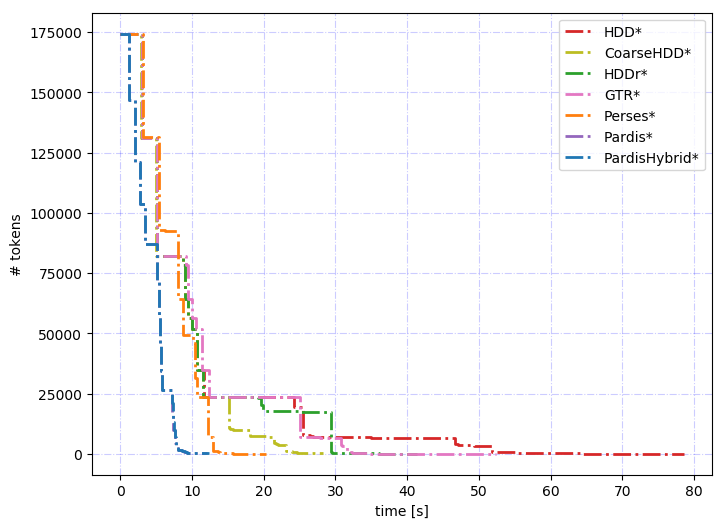 175000
150000
125000
100000
75000
50000
25000
0
# tokens
0 10 20 30 40 50 60 70 80
time [s]
HDD*
CoarseHDD*
HDDr*
GTR*
Perses*
Pardis*
PardisHybrid*